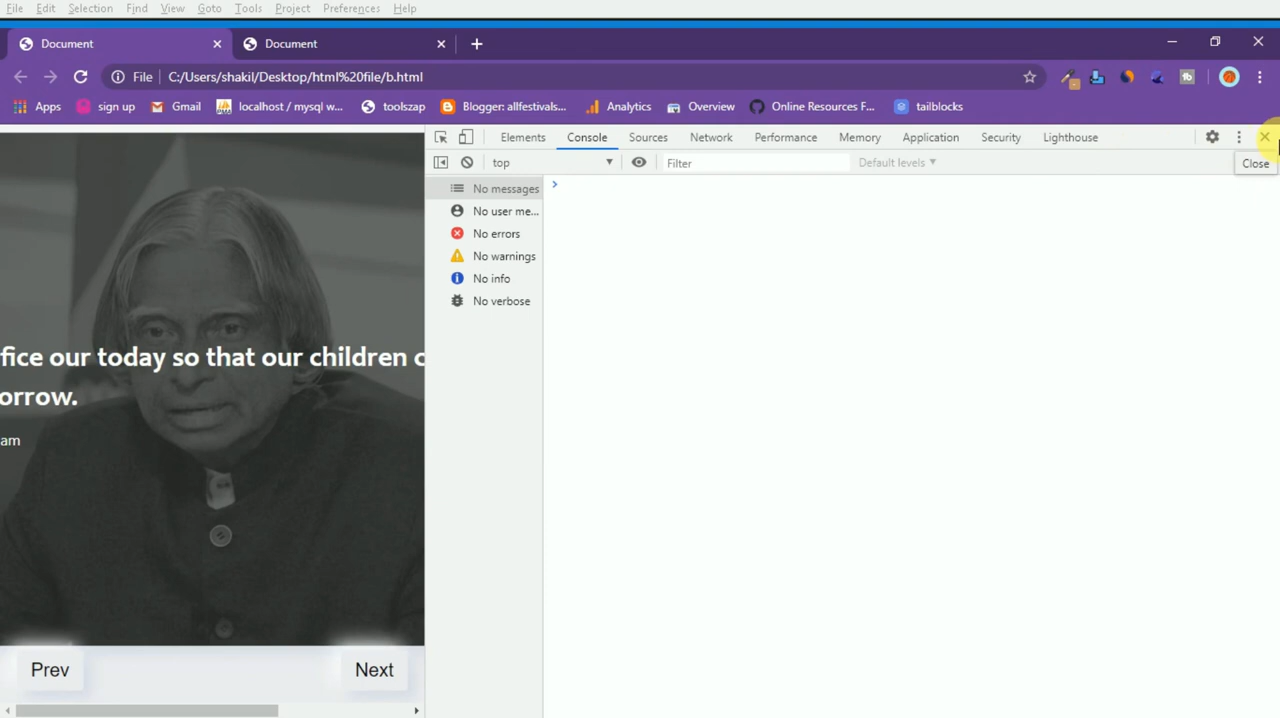 File Edit Selection Find View Goto Tools Project Preferences Help
Document Document
File C:/Users/shakil/Desktop/html%20file/b.html
Apps sign up Gmail localhost / mysql w... toolszap Blogger: allfestivals... Analytics Overview Online Resources F... tailblocks
Elements Console Sources Network Performance Memory Application Security Lighthouse
top Filter Default levels
Close
No messages
No user me...
No errors
No warnings
No info
No verbose
fice our today so that our children c
orrow.
am
Prev Next